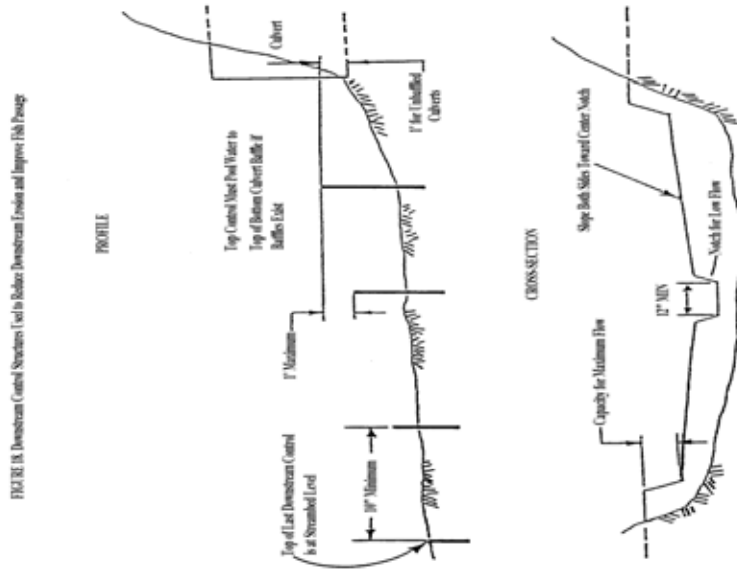 FIGURE 18. Downstream Control Structures Used to Reduce Downstream Erosion and Improve Fish Passage
PROFILE
Culvert
Top Control Must Pool Water to
Top of Bottom Culvert Baffle if
Baffles Exist
1' for Unbaffled
Culverts
1' Maximum
Top of Last Downstream Control
is at Streambed Level
10' Minimum
CROSS-SECTION
Slope Both Sides Toward Center Notch
Capacity for Maximum Flow
12" MIN
Notch for Low Flow